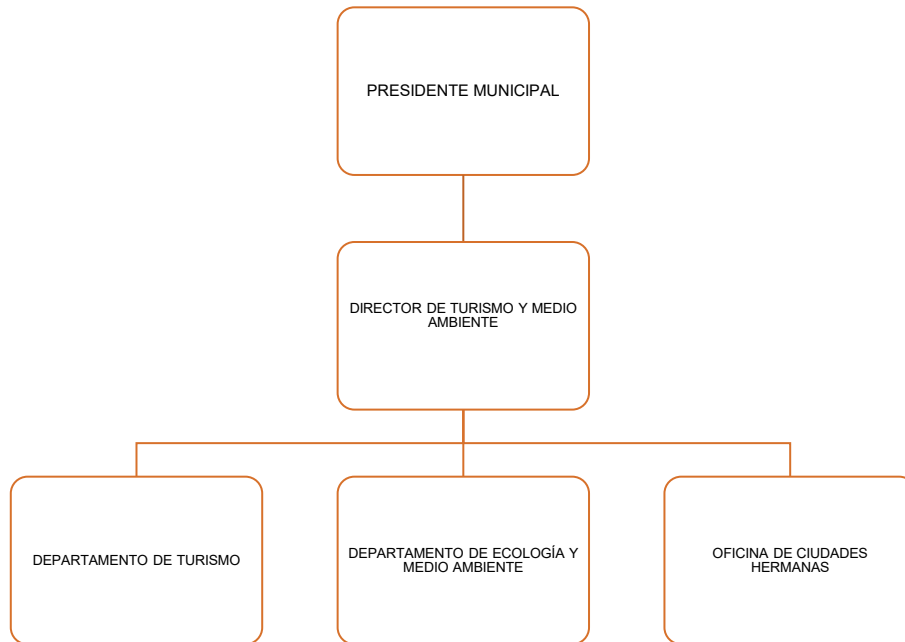 PRESIDENTE MUNICIPAL
DIRECTOR DE TURISMO Y MEDIO
AMBIENTE
DEPARTAMENTO DE TURISMO
DEPARTAMENTO DE ECOLOGÍA Y
MEDIO AMBIENTE
OFICINA DE CIUDADES
HERMANAS